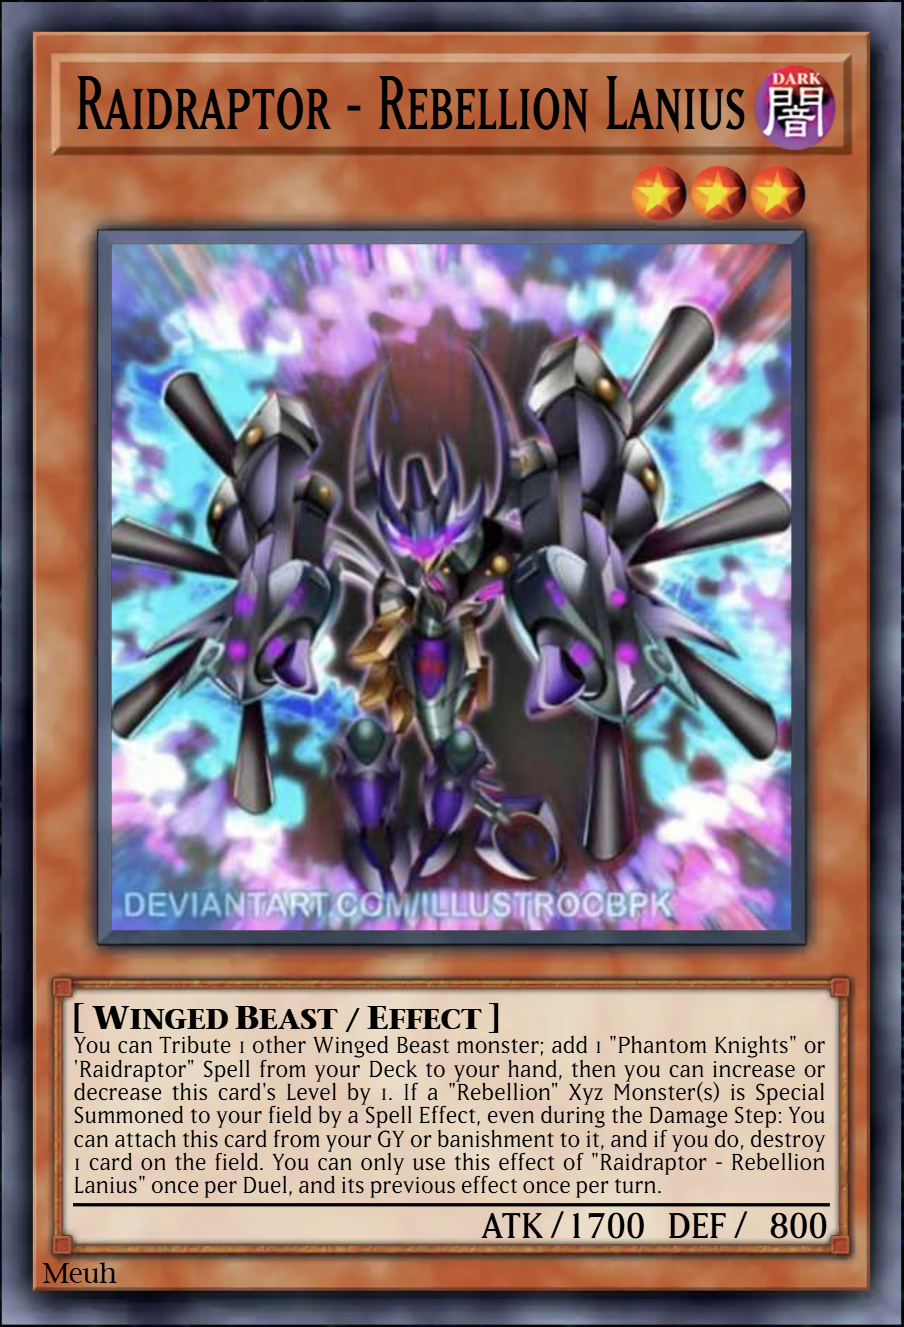 Raidraptor - Rebellion Lanius
DARK
闇
DEVIANTART.COM/ILLUSTROCBPK
[ Winged Beast / Effect ]
You can Tribute 1 other Winged Beast monster; add 1 "Phantom Knights" or
'Raidraptor" Spell from your Deck to your hand, then you can increase or
decrease this card's Level by 1. If a "Rebellion" Xyz Monster(s) is Special
Summoned to your field by a Spell Effect, even during the Damage Step: You
can attach this card from your GY or banishment to it, and if you do, destroy
1 card on the field. You can only use this effect of "Raidraptor - Rebellion
Lanius" once per Duel, and its previous effect once per turn.
ATK / 1700 DEF / 800
Meuh